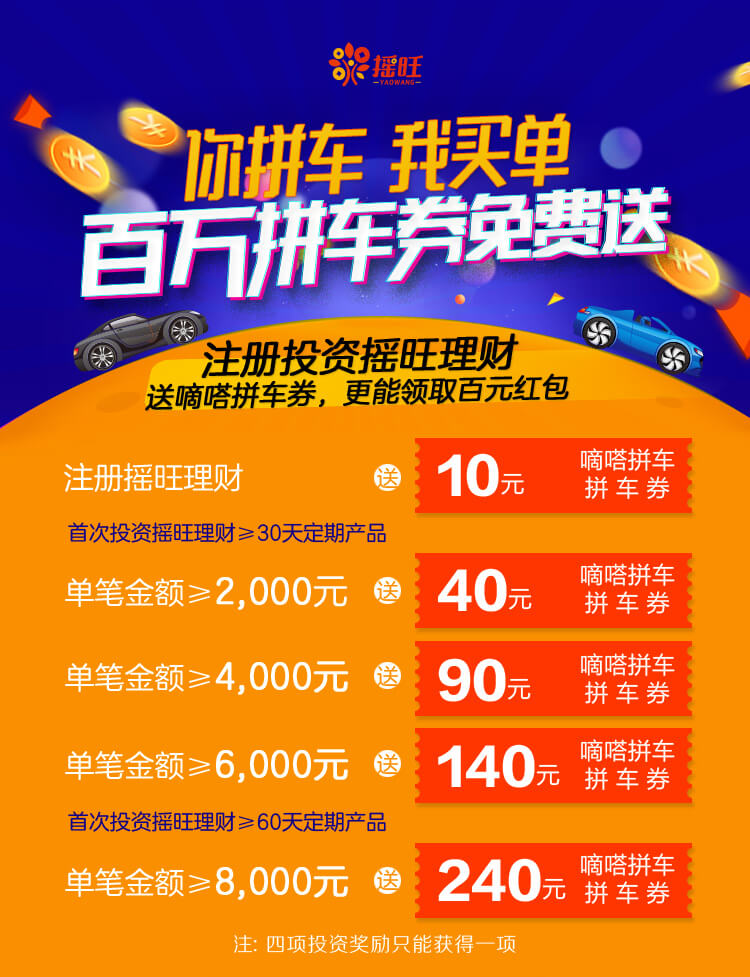 摇旺
YAOWANG
你拼车 我买单
百万拼车券免费送
注册投资摇旺理财
送嘀嗒拼车券，更能领取百元红包
注册摇旺理财 送 10元 嘀嗒拼车
拼车券
首次投资摇旺理财≥30天定期产品
单笔金额≥2,000元 送 40元 嘀嗒拼车
拼车券
单笔金额≥4,000元 送 90元 嘀嗒拼车
拼车券
单笔金额≥6,000元 送 140元 嘀嗒拼车
拼车券
首次投资摇旺理财≥60天定期产品
单笔金额≥8,000元 送 240元 嘀嗒拼车
拼车券
注: 四项投资奖励只能获得一项